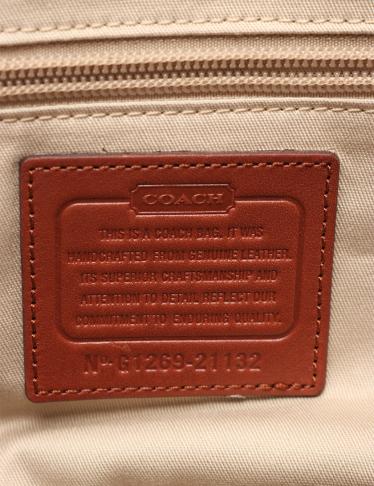 COACH
THIS IS A COACH BAG. IT WAS
HANDCRAFTED FROM GENUINE LEATHER.
ITS SUPERIOR CRAFTSMANSHIP AND
ATTENTION TO DETAIL REFLECT OUR
COMMITMENT TO ENDURING QUALITY.
No. G1269-21132